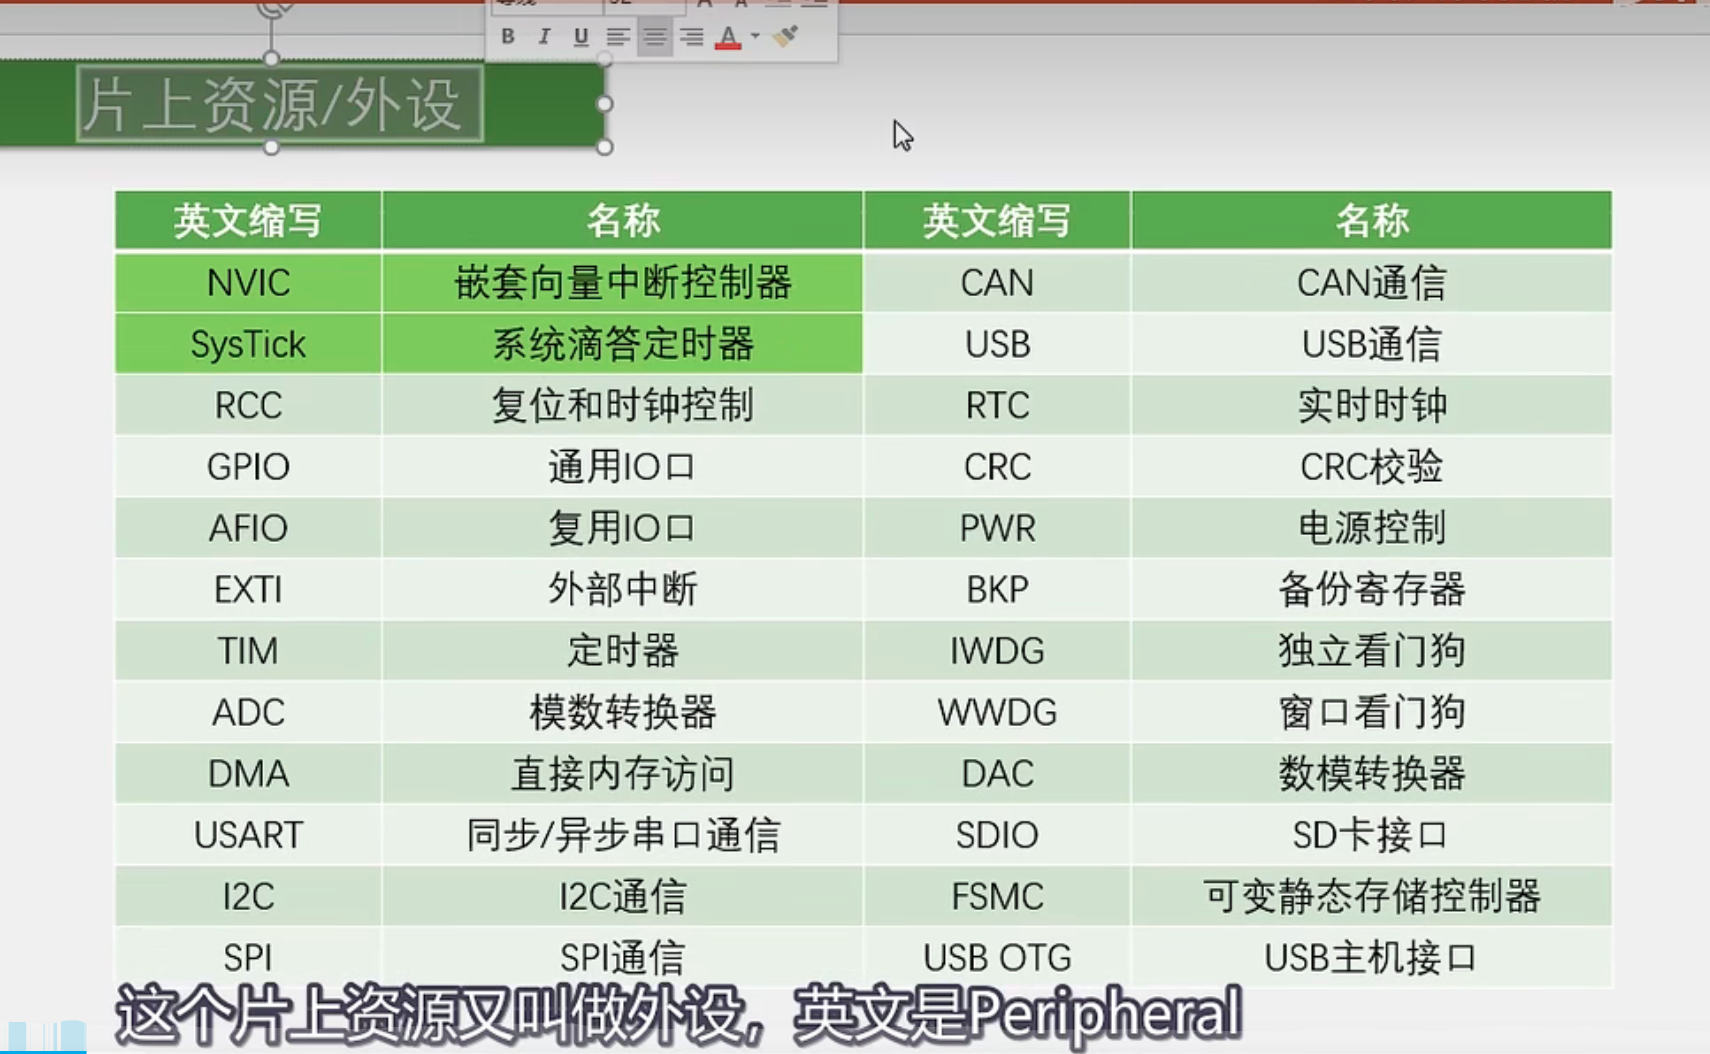 B I U A
片上资源/外设
英文缩写 名称 英文缩写 名称
NVIC 嵌套向量中断控制器 CAN CAN通信
SysTick 系统滴答定时器 USB USB通信
RCC 复位和时钟控制 RTC 实时时钟
GPIO 通用IO口 CRC CRC校验
AFIO 复用IO口 PWR 电源控制
EXTI 外部中断 BKP 备份寄存器
TIM 定时器 IWDG 独立看门狗
ADC 模数转换器 WWDG 窗口看门狗
DMA 直接内存访问 DAC 数模转换器
USART 同步/异步串口通信 SDIO SD卡接口
I2C I2C通信 FSMC 可变静态存储控制器
SPI SPI通信 USB OTG USB主机接口
这个片上资源又叫做外设，英文是Peripheral